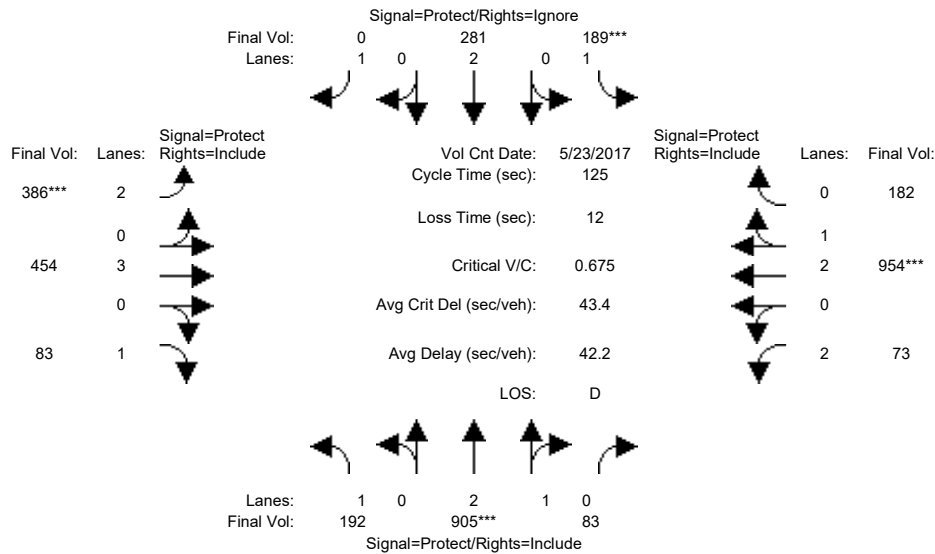 Signal=Protect/Rights=Ignore
Final Vol: 0 281 189***
Lanes: 1 0 2 0 1
Signal=Protect
Final Vol: Lanes: Rights=Include
Vol Cnt Date: 5/23/2017
Signal=Protect
Rights=Include Lanes: Final Vol:
Cycle Time (sec): 125
386*** 2
0 182
Loss Time (sec): 12
0
1
454 3
Critical V/C: 0.675
2 954***
0
Avg Crit Del (sec/veh): 43.4
0
83 1
Avg Delay (sec/veh): 42.2
2 73
LOS: D
Lanes: 1 0 2 1 0
Final Vol: 192 905*** 83
Signal=Protect/Rights=Include